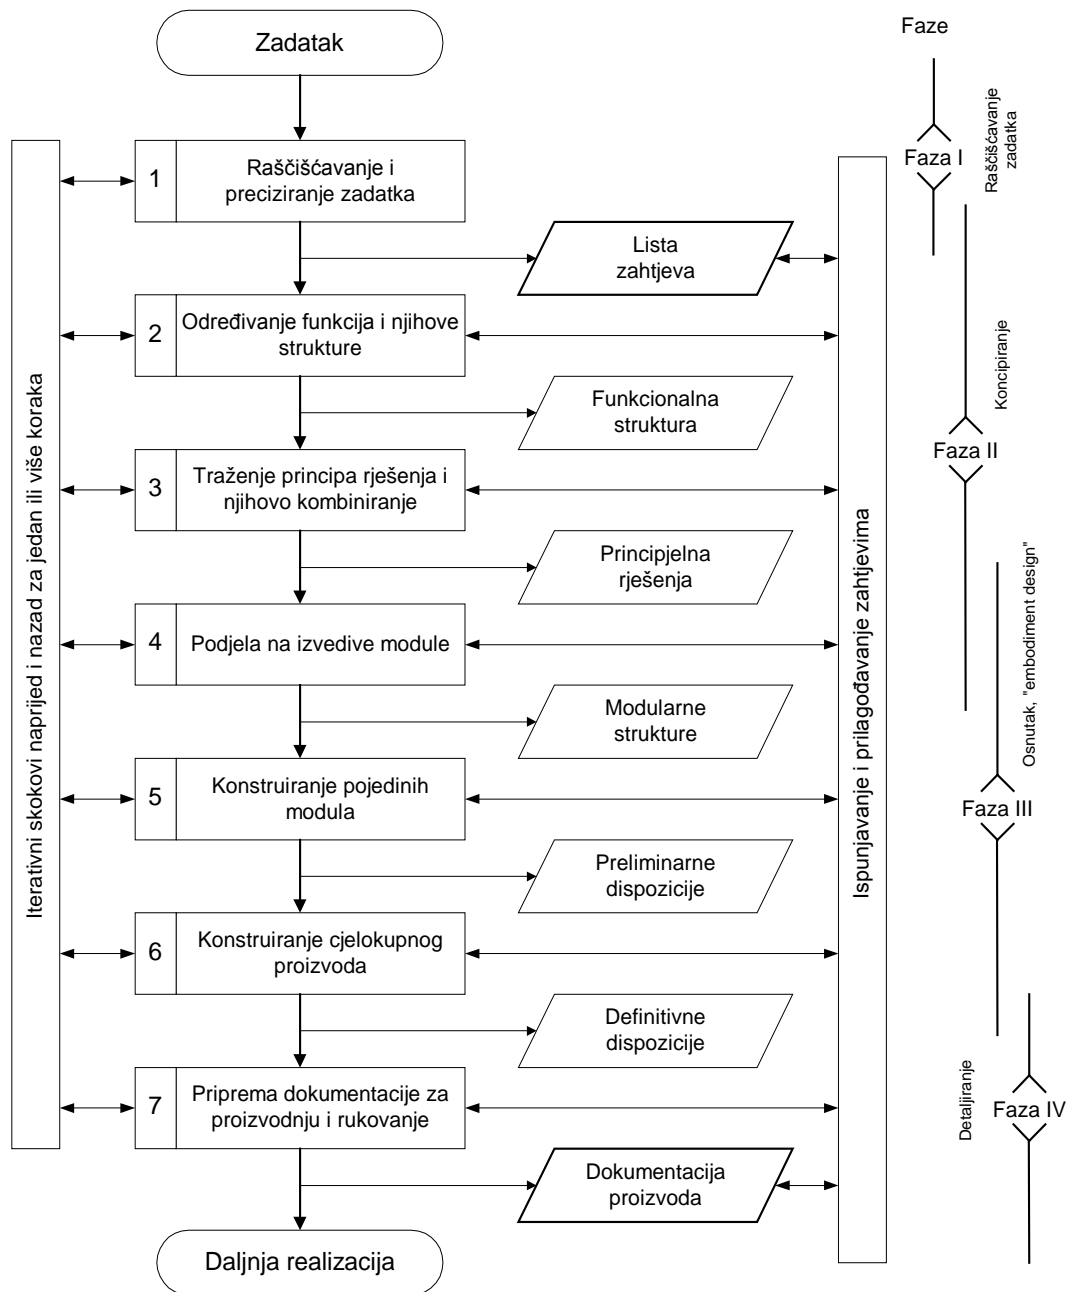 Zadatak
Faze
1
Raščišćavanje i
preciziranje zadatka
Raščišćavanje
zadatka
Faza I
Lista
zahtjeva
2
Određivanje funkcija i njihove
strukture
Koncipiranje
Funkcionalna
struktura
Faza II
3
Traženje principa rješenja i
njihovo kombiniranje
Principjelna
rješenja
4
Podjela na izvedive module
Osnutak, "embodiment design"
Modularne
strukture
5
Konstruiranje pojedinih
modula
Faza III
Preliminarne
dispozicije
6
Konstruiranje cjelokupnog
proizvoda
Definitivne
dispozicije
7
Priprema dokumentacije za
proizvodnju i rukovanje
Detaljiranje
Faza IV
Dokumentacija
proizvoda
Daljnja realizacija
Iterativni skokovi naprijed i nazad za jedan ili više koraka
Ispunjavanje i prilagođavanje zahtjevima